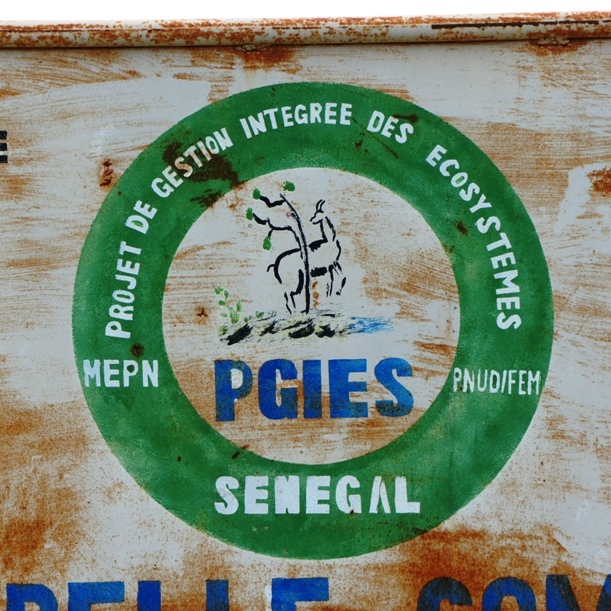 PROJET DE GESTION INTEGREE DES ECOSYSTEMES
MEPN
PNUD/FEM
PGIES
SENEGAL